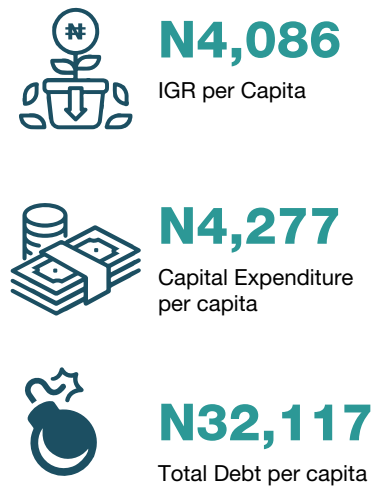 ₦
N4,086
IGR per Capita
N4,277
Capital Expenditure
per capita
N32,117
Total Debt per capita